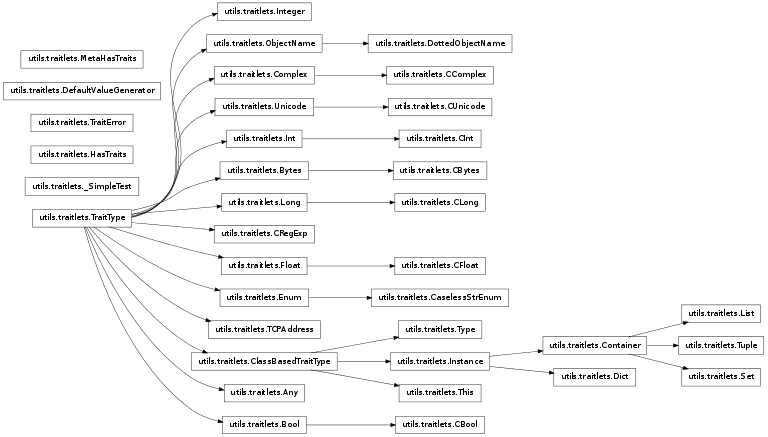 utils.traitlets.Integer
utils.traitlets.ObjectName
utils.traitlets.DottedObjectName
utils.traitlets.MetaHasTraits
utils.traitlets.Complex
utils.traitlets.CComplex
utils.traitlets.DefaultValueGenerator
utils.traitlets.Unicode
utils.traitlets.CUnicode
utils.traitlets.TraitError
utils.traitlets.Int
utils.traitlets.CInt
utils.traitlets.HasTraits
utils.traitlets.Bytes
utils.traitlets.CBytes
utils.traitlets._SimpleTest
utils.traitlets.Long
utils.traitlets.CLong
utils.traitlets.TraitType
utils.traitlets.CRegExp
utils.traitlets.Float
utils.traitlets.CFloat
utils.traitlets.Enum
utils.traitlets.CaselessStrEnum
utils.traitlets.List
utils.traitlets.TCPAddress
utils.traitlets.Type
utils.traitlets.Container
utils.traitlets.Tuple
utils.traitlets.ClassBasedTraitType
utils.traitlets.Instance
utils.traitlets.Dict
utils.traitlets.Set
utils.traitlets.Any
utils.traitlets.This
utils.traitlets.Bool
utils.traitlets.CBool